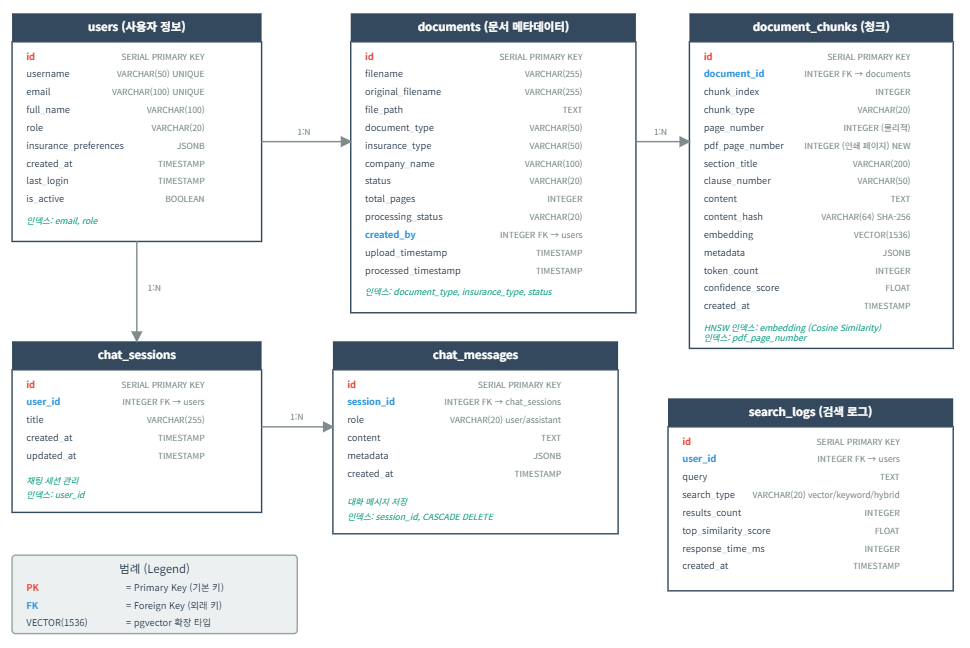 users (사용자 정보)
id SERIAL PRIMARY KEY
username VARCHAR(50) UNIQUE
email VARCHAR(100) UNIQUE
full_name VARCHAR(100)
role VARCHAR(20)
insurance_preferences JSONB
created_at TIMESTAMP
last_login TIMESTAMP
is_active BOOLEAN
인덱스: email, role
1:N
documents (문서 메타데이터)
id SERIAL PRIMARY KEY
filename VARCHAR(255)
original_filename VARCHAR(255)
file_path TEXT
document_type VARCHAR(50)
insurance_type VARCHAR(50)
company_name VARCHAR(100)
status VARCHAR(20)
total_pages INTEGER
processing_status VARCHAR(20)
created_by INTEGER FK → users
upload_timestamp TIMESTAMP
processed_timestamp TIMESTAMP
인덱스: document_type, insurance_type, status
1:N
document_chunks (청크)
id SERIAL PRIMARY KEY
document_id INTEGER FK → documents
chunk_index INTEGER
chunk_type VARCHAR(20)
page_number INTEGER (물리적)
pdf_page_number INTEGER (인쇄 페이지) NEW
section_title VARCHAR(200)
clause_number VARCHAR(50)
content TEXT
content_hash VARCHAR(64) SHA-256
embedding VECTOR(1536)
metadata JSONB
token_count INTEGER
confidence_score FLOAT
created_at TIMESTAMP
HNSW 인덱스: embedding (Cosine Similarity)
인덱스: pdf_page_number
1:N
chat_sessions
id SERIAL PRIMARY KEY
user_id INTEGER FK → users
title VARCHAR(255)
created_at TIMESTAMP
updated_at TIMESTAMP
채팅 세션 관리
인덱스: user_id
1:N
chat_messages
id SERIAL PRIMARY KEY
session_id INTEGER FK → chat_sessions
role VARCHAR(20) user/assistant
content TEXT
metadata JSONB
created_at TIMESTAMP
대화 메시지 저장
인덱스: session_id, CASCADE DELETE
search_logs (검색 로그)
id SERIAL PRIMARY KEY
user_id INTEGER FK → users
query TEXT
search_type VARCHAR(20) vector/keyword/hybrid
results_count INTEGER
top_similarity_score FLOAT
response_time_ms INTEGER
created_at TIMESTAMP
범례 (Legend)
PK = Primary Key (기본 키)
FK = Foreign Key (외래 키)
VECTOR(1536) = pgvector 확장 타입